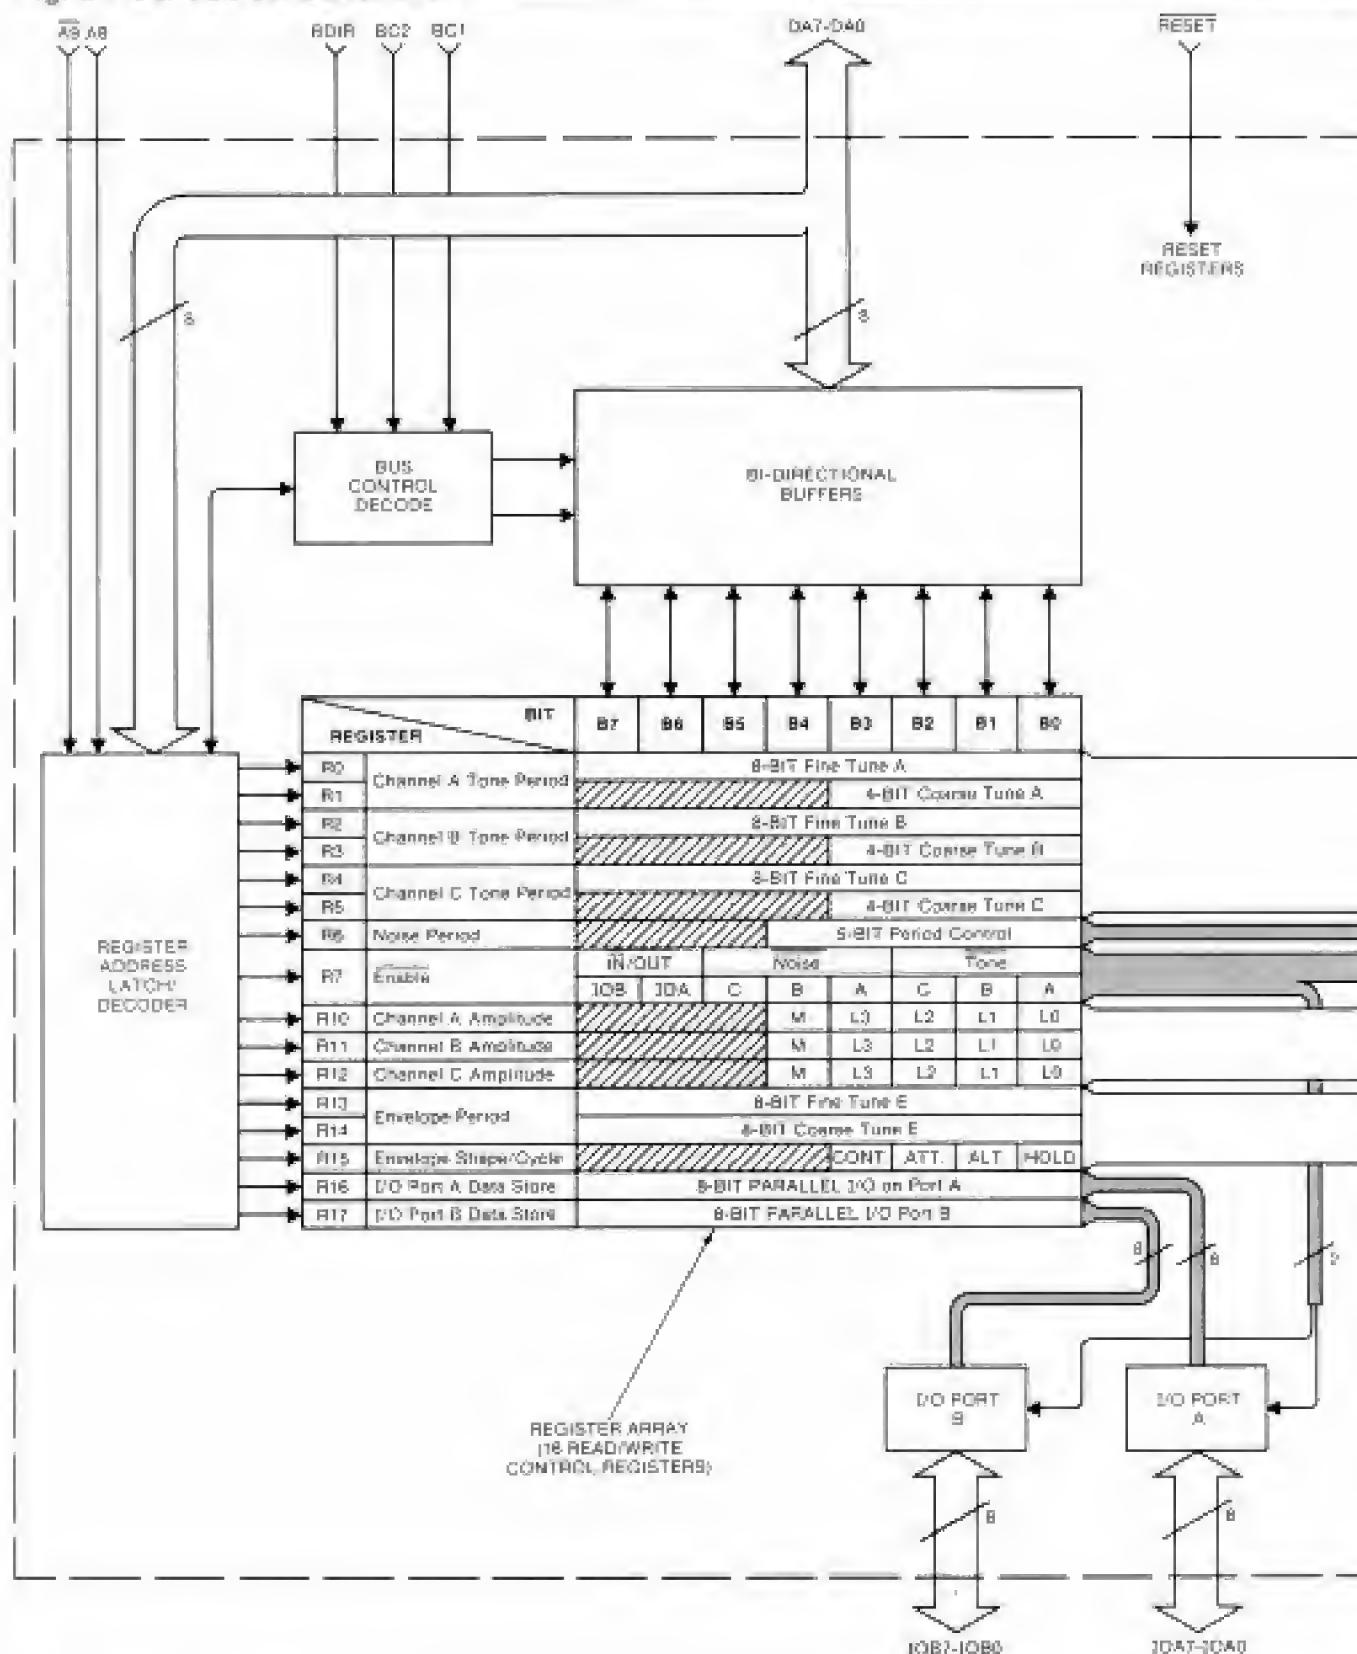 A9 A8 BDIR BC2 BC1 DA7-DA0 RESET
RESET
REGISTERS
8 8
BUS
CONTROL
DECODE
BI-DIRECTIONAL
BUFFERS
REGISTER BIT B7 B6 B5 B4 B3 B2 B1 B0
R0 Channel A Tone Period 8-BIT Fine Tune A
R1 4-BIT Coarse Tune A
R2 Channel B Tone Period 8-BIT Fine Tune B
R3 4-BIT Coarse Tune B
R4 Channel C Tone Period 8-BIT Fine Tune C
R5 4-BIT Coarse Tune C
R6 Noise Period 5-BIT Period Control
R7 Enable IN/OUT Noise Tone
IOB IOA C B A C B A
R10 Channel A Amplitude M L3 L2 L1 L0
R11 Channel B Amplitude M L3 L2 L1 L0
R12 Channel C Amplitude M L3 L2 L1 L0
R13 Envelope Period 8-BIT Fine Tune E
R14 8-BIT Coarse Tune E
R15 Envelope Shape/Cycle CONT ATT. ALT HOLD
R16 I/O Port A Data Store 8-BIT PARALLEL I/O on Port A
R17 I/O Port B Data Store 8-BIT PARALLEL I/O Port B
REGISTER
ADDRESS
LATCH/
DECODER
8 8 2
I/O PORT
B
I/O PORT
A
REGISTER ARRAY
(16 READ/WRITE
CONTROL REGISTERS)
8 8
IOB7-IOB0 IOA7-IOA0